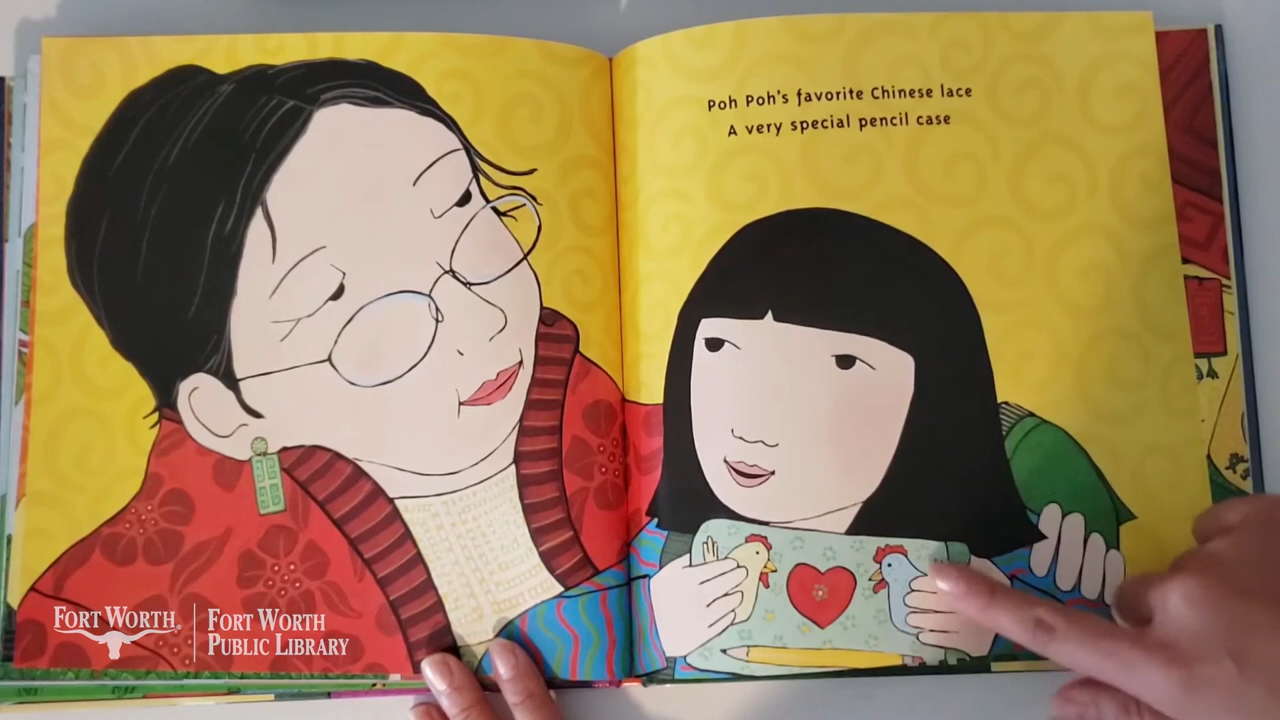 Poh Poh's favorite Chinese lace
A very special pencil case
FORT WORTH®
FORT WORTH
PUBLIC LIBRARY